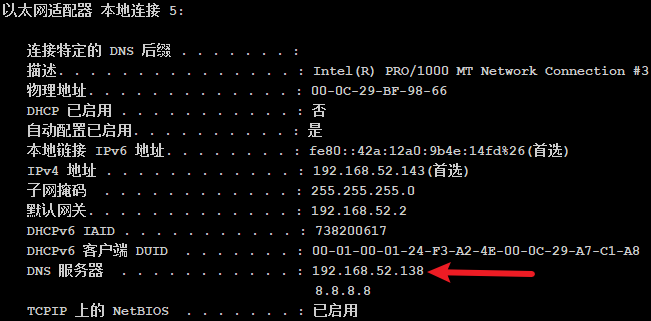 以太网适配器 本地连接 5:
连接特定的 DNS 后缀 . . . . . . . :
描述. . . . . . . . . . . . . . . : Intel(R) PRO/1000 MT Network Connection #3
物理地址. . . . . . . . . . . . . : 00-0C-29-BF-98-66
DHCP 已启用 . . . . . . . . . . . : 否
自动配置已启用. . . . . . . . . . : 是
本地链接 IPv6 地址. . . . . . . . : fe80::42a:12a0:9b4e:14fd%26(首选)
IPv4 地址 . . . . . . . . . . . . : 192.168.52.143(首选)
子网掩码 . . . . . . . . . . . . : 255.255.255.0
默认网关. . . . . . . . . . . . . : 192.168.52.2
DHCPv6 IAID . . . . . . . . . . . : 738200617
DHCPv6 客户端 DUID . . . . . . . : 00-01-00-01-24-F3-A2-4E-00-0C-29-A7-C1-A8
DNS 服务器 . . . . . . . . . . . : 192.168.52.138
8.8.8.8
TCPIP 上的 NetBIOS . . . . . . . : 已启用